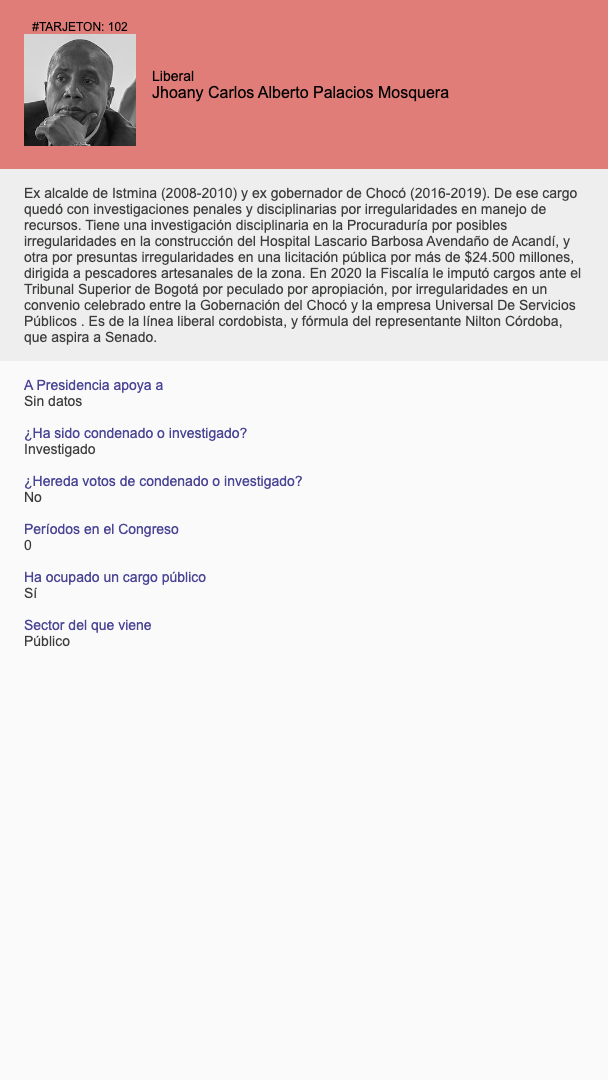 #TARJETON: 102
Liberal
Jhoany Carlos Alberto Palacios Mosquera
Ex alcalde de Istmina (2008-2010) y ex gobernador de Chocó (2016-2019). De ese cargo
quedó con investigaciones penales y disciplinarias por irregularidades en manejo de
recursos. Tiene una investigación disciplinaria en la Procuraduría por posibles
irregularidades en la construcción del Hospital Lascario Barbosa Avendaño de Acandí, y
otra por presuntas irregularidades en una licitación pública por más de $24.500 millones,
dirigida a pescadores artesanales de la zona. En 2020 la Fiscalía le imputó cargos ante el
Tribunal Superior de Bogotá por peculado por apropiación, por irregularidades en un
convenio celebrado entre la Gobernación del Chocó y la empresa Universal De Servicios
Públicos . Es de la línea liberal cordobista, y fórmula del representante Nilton Córdoba,
que aspira a Senado.
A Presidencia apoya a
Sin datos
¿Ha sido condenado o investigado?
Investigado
¿Hereda votos de condenado o investigado?
No
Períodos en el Congreso
0
Ha ocupado un cargo público
Sí
Sector del que viene
Público